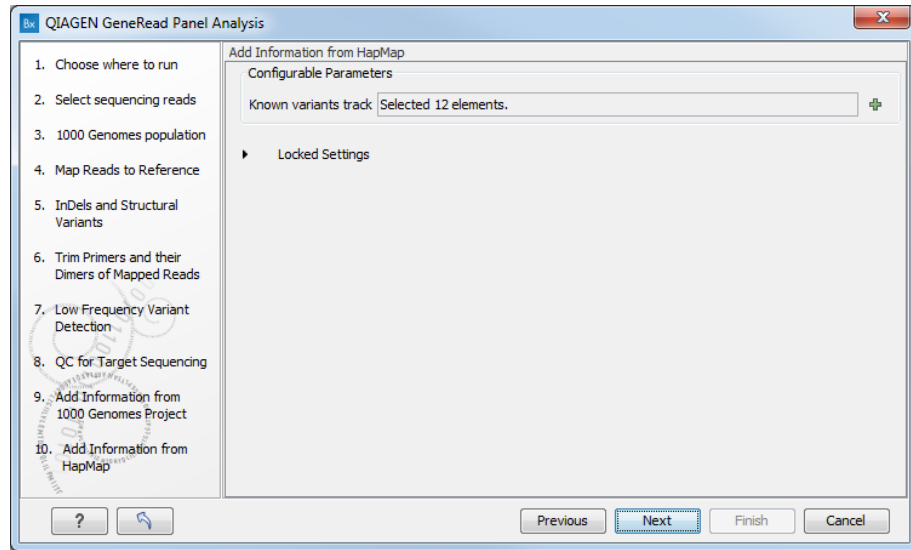 Bx QIAGEN GeneRead Panel Analysis
1. Choose where to run
2. Select sequencing reads
3. 1000 Genomes population
4. Map Reads to Reference
5. InDels and Structural
Variants
6. Trim Primers and their
Dimers of Mapped Reads
7. Low Frequency Variant
Detection
8. QC for Target Sequencing
9. Add Information from
1000 Genomes Project
10. Add Information from
HapMap
Add Information from HapMap
Configurable Parameters
Known variants track Selected 12 elements.
Locked Settings
?
Previous Next Finish Cancel